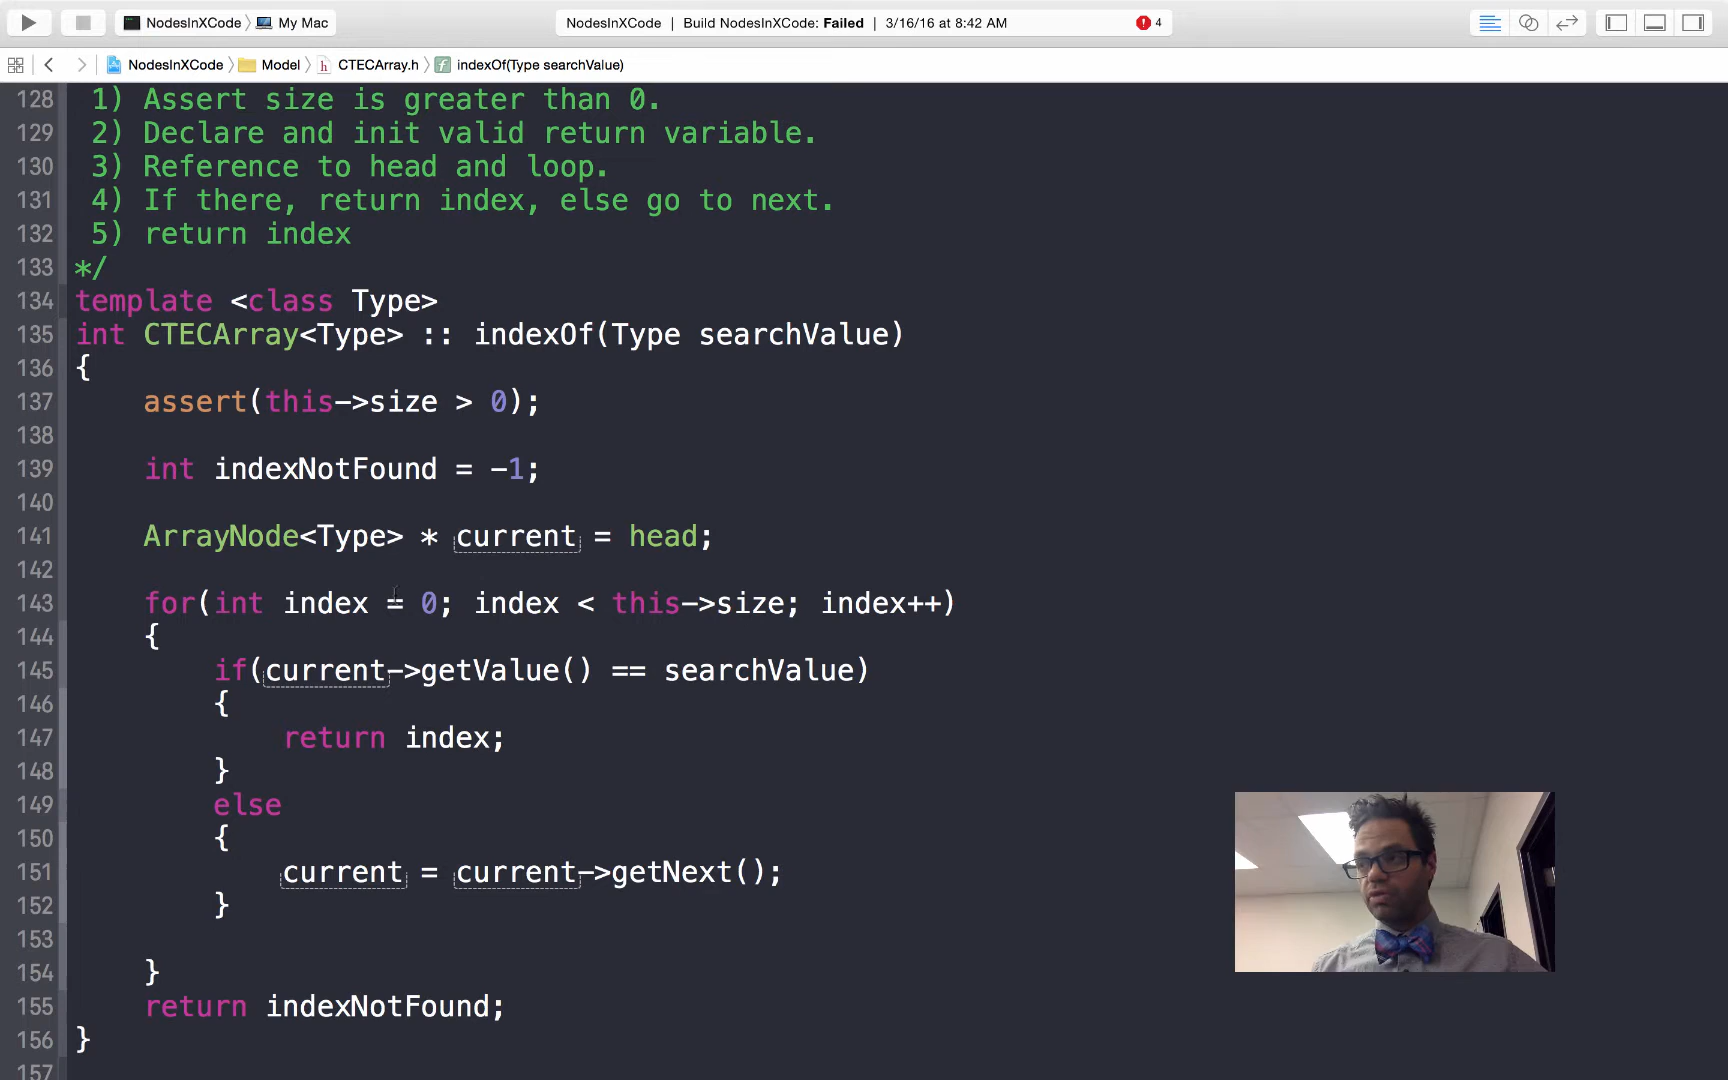 NodesInXCode My Mac NodesInXCode | Build NodesInXCode: Failed | 3/16/16 at 8:42 AM 4
NodesInXCode Model h CTECArray.h f indexOf(Type searchValue)
128 1) Assert size is greater than 0.
129 2) Declare and init valid return variable.
130 3) Reference to head and loop.
131 4) If there, return index, else go to next.
132 5) return index
133 */
134 template <class Type>
135 int CTECArray<Type> :: indexOf(Type searchValue)
136 {
137 assert(this->size > 0);
138
139 int indexNotFound = -1;
140
141 ArrayNode<Type> * current = head;
142
143 for(int index = 0; index < this->size; index++)
144 {
145 if(current->getValue() == searchValue)
146 {
147 return index;
148 }
149 else
150 {
151 current = current->getNext();
152 }
153
154 }
155 return indexNotFound;
156 }
157